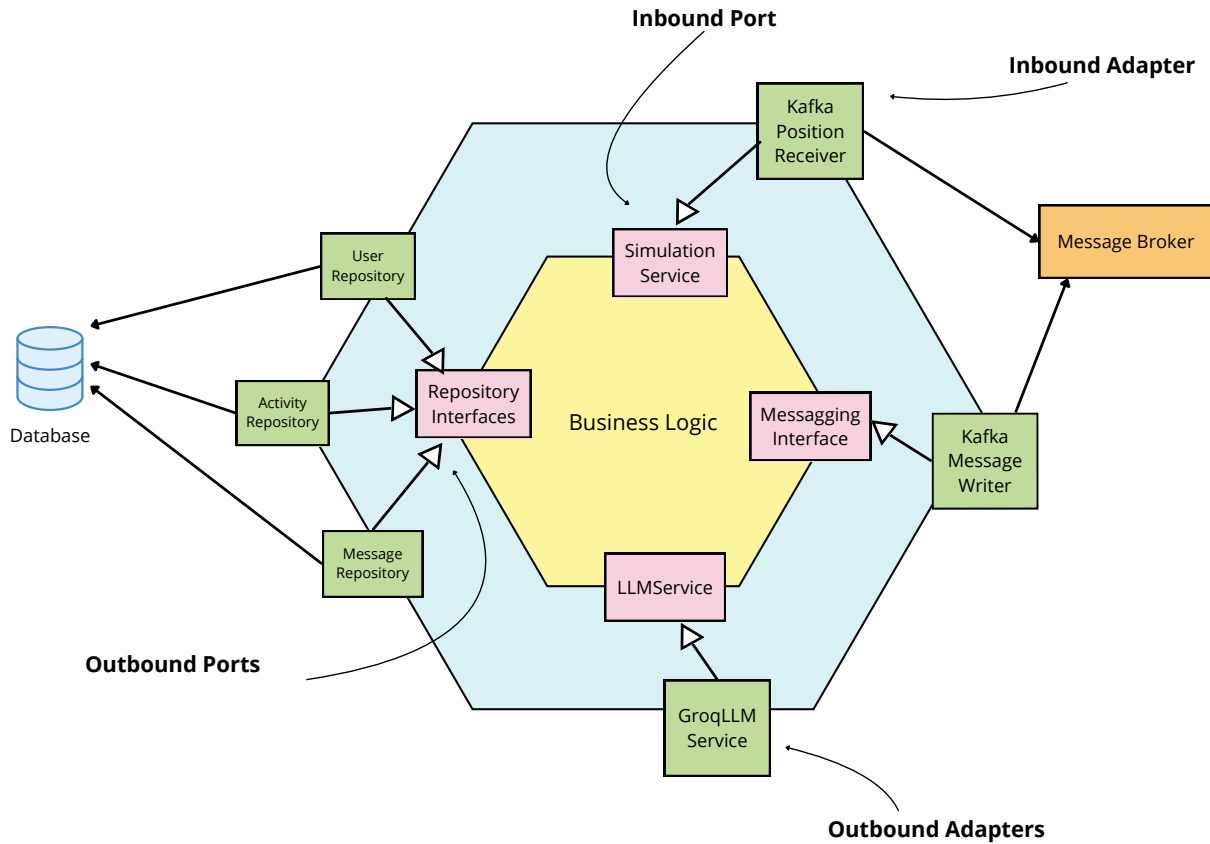 Inbound Port
Inbound Adapter
Kafka
Position
Receiver
Message Broker
User
Repository
Simulation
Service
Database
Activity
Repository
Repository
Interfaces
Business Logic
Messagging
Interface
Kafka
Message
Writer
Message
Repository
LLMService
Outbound Ports
GroqLLM
Service
Outbound Adapters